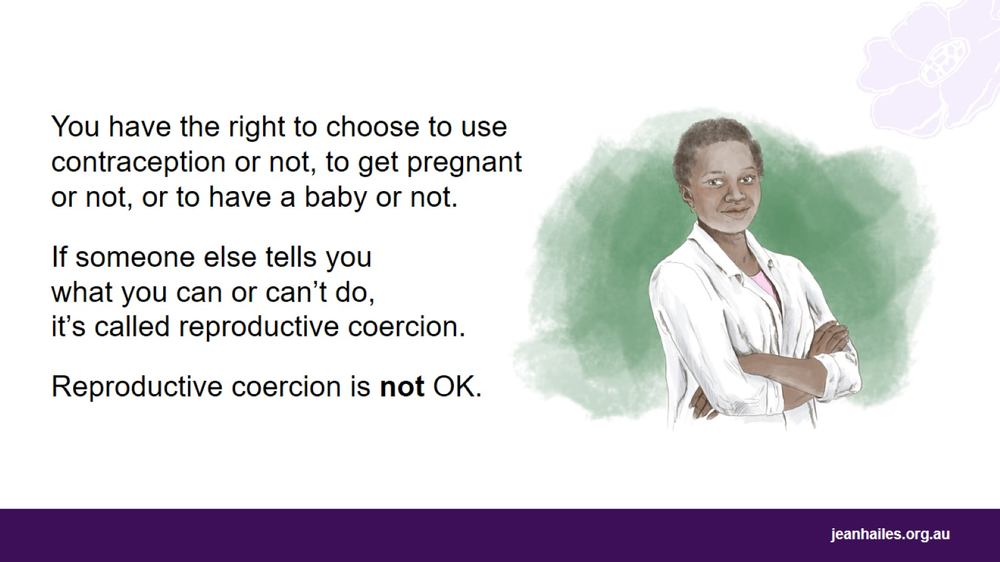 You have the right to choose to use
contraception or not, to get pregnant
or not, or to have a baby or not.
If someone else tells you
what you can or can’t do,
it’s called reproductive coercion.
Reproductive coercion is not OK.
jeanhailes.org.au